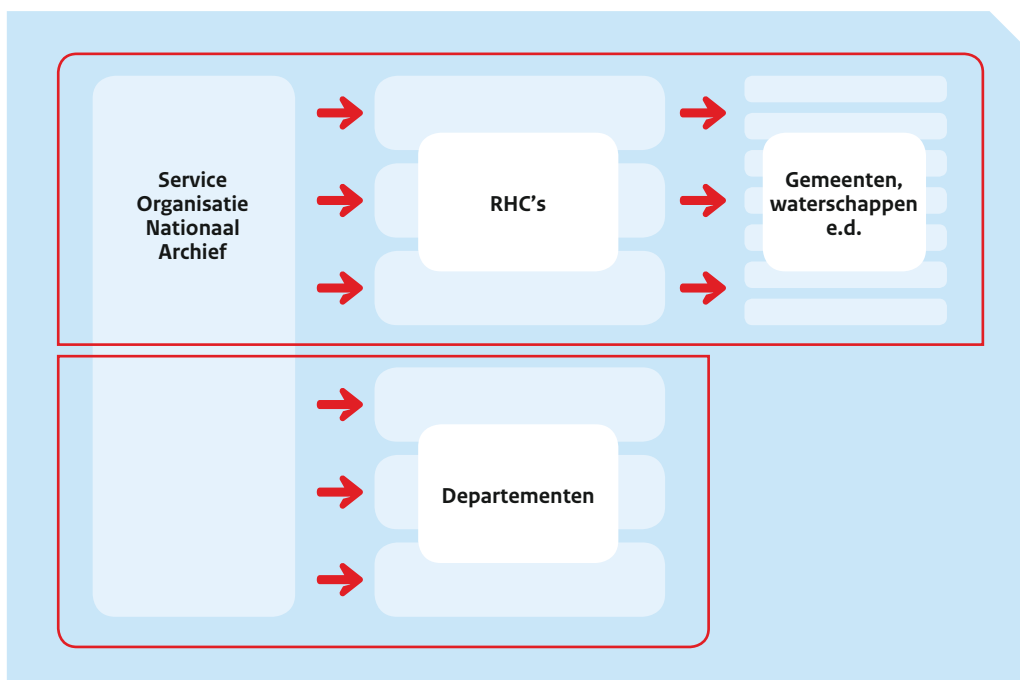 Service
Organisatie
Nationaal
Archief
RHC’s
Gemeenten,
waterschappen
e.d.
Departementen